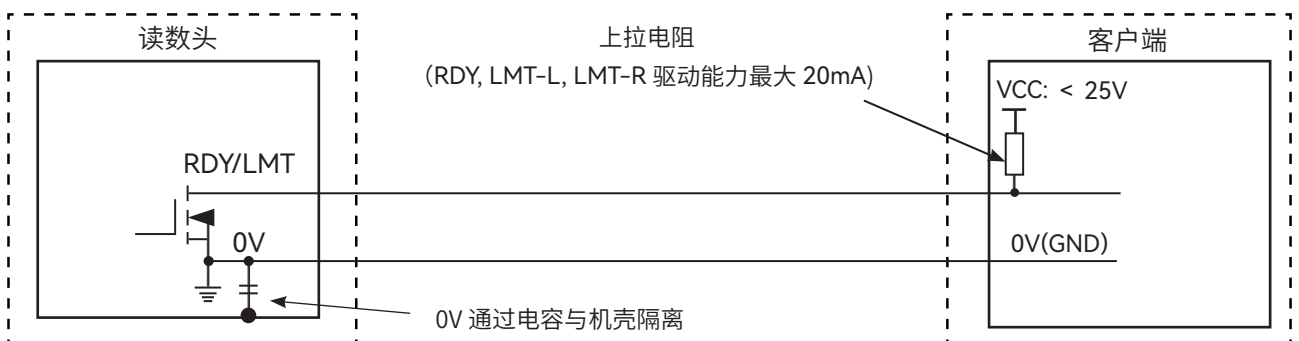 读数头
上拉电阻
客户端
（RDY, LMT-L, LMT-R 驱动能力最大 20mA)
VCC: < 25V
RDY/LMT
0V
0V(GND)
0V 通过电容与机壳隔离